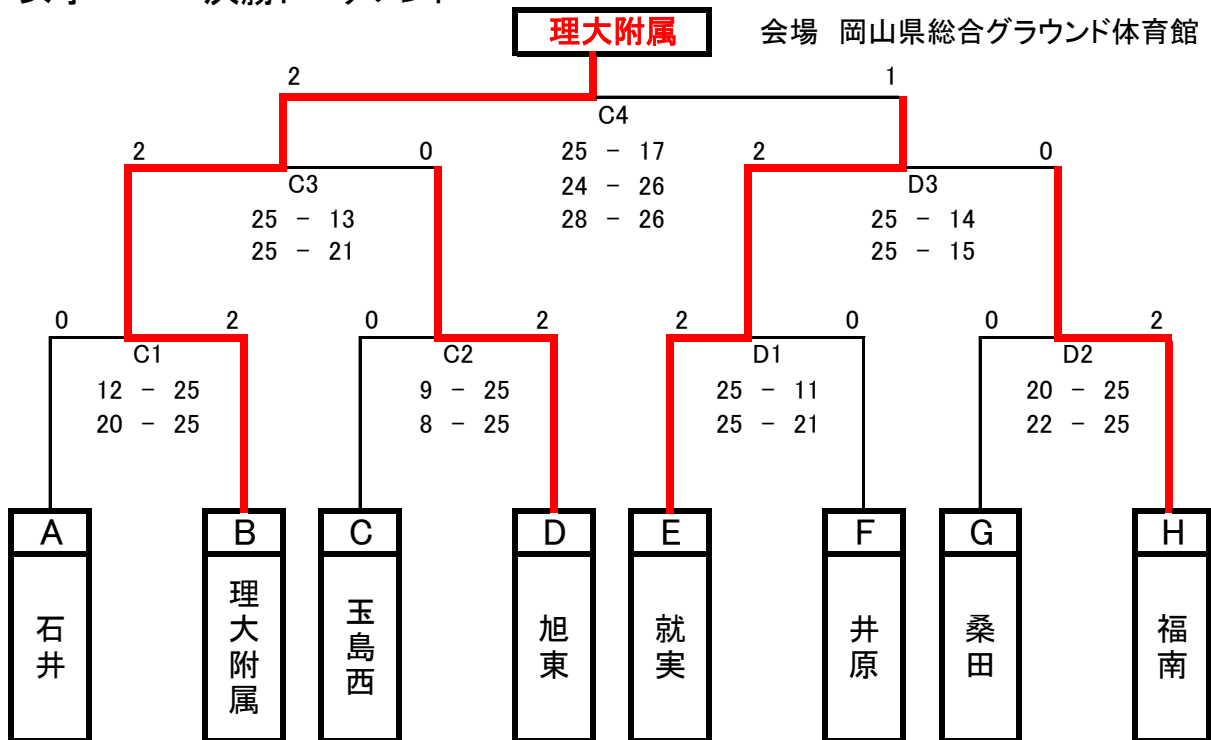 理大附属
会場 岡山県総合グラウンド体育館
2 1
C4
2 0 25 - 17 2 0
C3 24 - 26 D3
25 - 13 28 - 26 25 - 14
25 - 21 25 - 15
0 2 0 2 2 0 0 2
C1 C2 D1 D2
12 - 25 9 - 25 25 - 11 20 - 25
20 - 25 8 - 25 25 - 21 22 - 25
A B C D E F G H
石井
理大附属
玉島西
旭東
就実
井原
桑田
福南